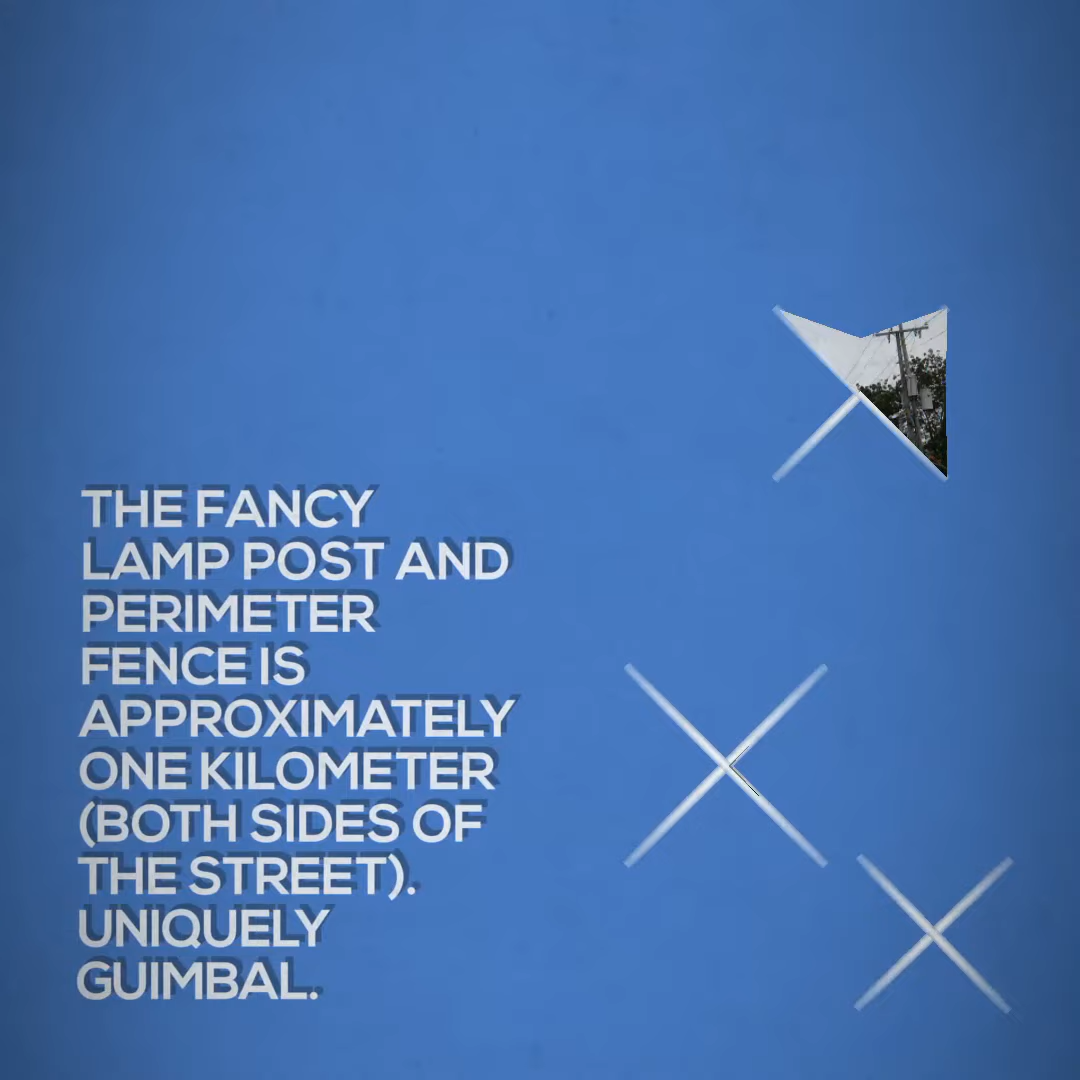 THE FANCY
LAMP POST AND
PERIMETER
FENCE IS
APPROXIMATELY
ONE KILOMETER
(BOTH SIDES OF
THE STREET).
UNIQUELY
GUIMBAL.